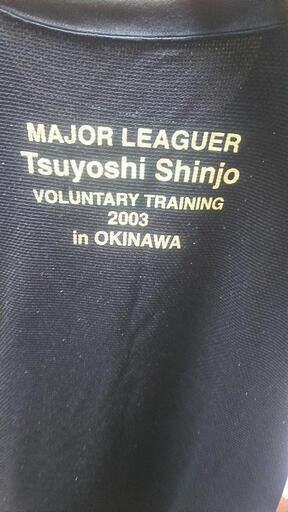 MAJOR LEAGUER
Tsuyoshi Shinjo
VOLUNTARY TRAINING
2003
in OKINAWA